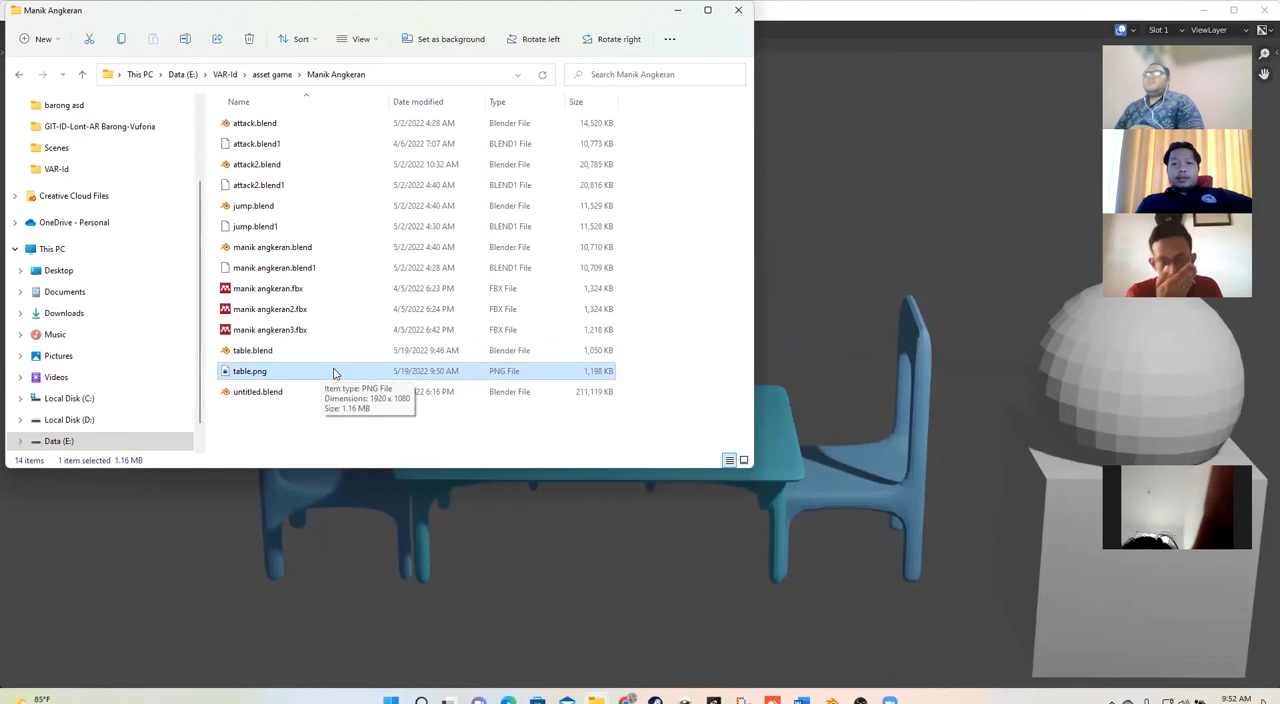 Manik Angkeran
Slot 1
ViewLayer
New
Sort
View
Set as background
Rotate left
Rotate right
This PC
Data (E:)
VAR-Id
asset game
Manik Angkeran
Search Manik Angkeran
Name
Date modified
Type
Size
barong asd
GIT-ID-Lont-AR Barong-Vuforia
Scenes
VAR-Id
Creative Cloud Files
OneDrive - Personal
This PC
Desktop
Documents
Downloads
Music
Pictures
Videos
Local Disk (C:)
Local Disk (D:)
Data (E:)
attack.blend 5/2/2022 4:28 AM Blender File 14,520 KB
attack.blend1 4/6/2022 7:07 AM BLEND1 File 10,773 KB
attack2.blend 5/2/2022 10:32 AM Blender File 20,785 KB
attack2.blend1 5/2/2022 4:40 AM BLEND1 File 20,816 KB
jump.blend 5/2/2022 4:40 AM Blender File 11,529 KB
jump.blend1 5/2/2022 4:30 AM BLEND1 File 11,528 KB
manik angkeran.blend 5/2/2022 4:40 AM Blender File 10,710 KB
manik angkeran.blend1 5/2/2022 4:28 AM BLEND1 File 10,709 KB
manik angkeran.fbx 4/5/2022 6:23 PM FBX File 1,324 KB
manik angkeran2.fbx 4/5/2022 6:24 PM FBX File 1,324 KB
manik angkeran3.fbx 4/5/2022 6:42 PM FBX File 1,218 KB
table.blend 5/19/2022 9:46 AM Blender File 1,050 KB
table.png 5/19/2022 9:50 AM PNG File 1,198 KB
untitled.blend 2022 6:16 PM Blender File 211,119 KB
Item type: PNG File
Dimensions: 1920 x 1080
Size: 1.16 MB
14 items 1 item selected 1.16 MB
85°F
9:52 AM